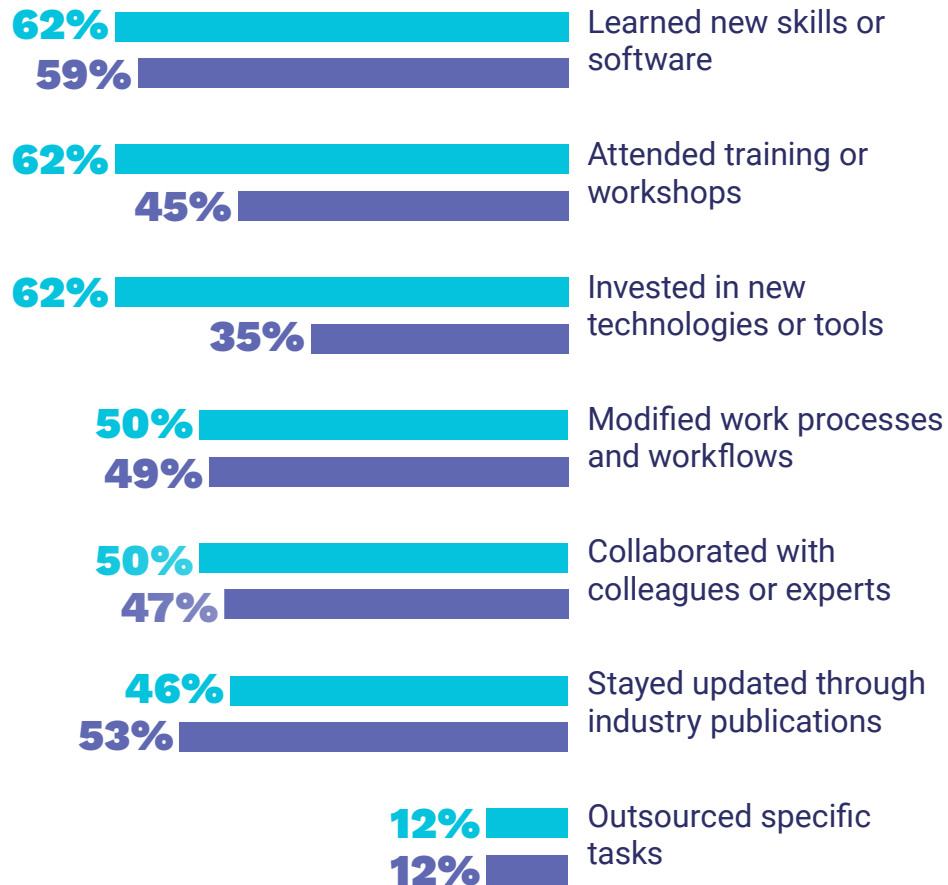 62%
59%
Learned new skills or
software
62%
45%
Attended training or
workshops
62%
35%
Invested in new
technologies or tools
50%
49%
Modified work processes
and workflows
50%
47%
Collaborated with
colleagues or experts
46%
53%
Stayed updated through
industry publications
12%
12%
Outsourced specific
tasks